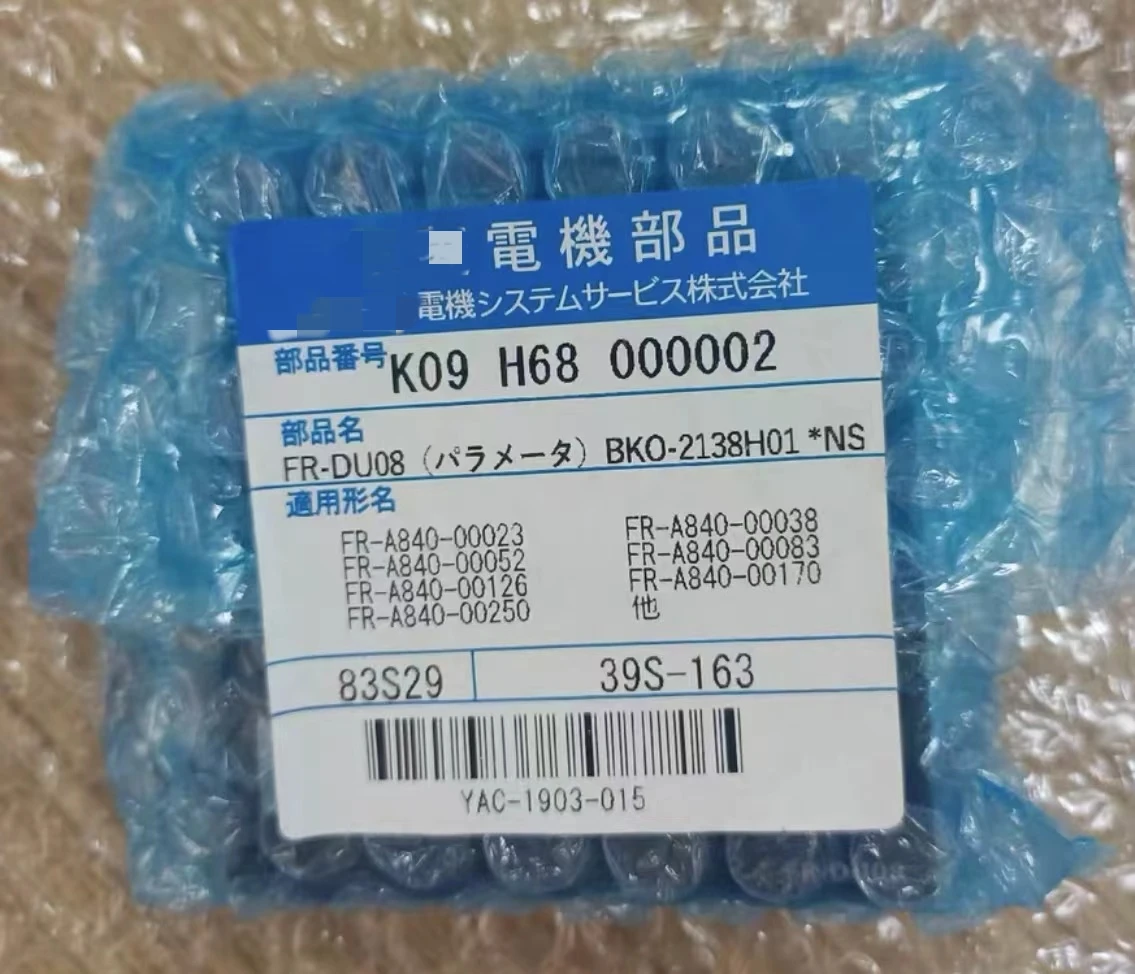 電機部品
電機システムサービス株式会社
部品番号 K09 H68 000002
部品名
FR-DU08 (パラメータ) BKO-2138H01 *NS
適用形名
FR-A840-00023 FR-A840-00038
FR-A840-00052 FR-A840-00083
FR-A840-00126 FR-A840-00170
FR-A840-00250 他
83S29 39S-163
YAC-1903-015